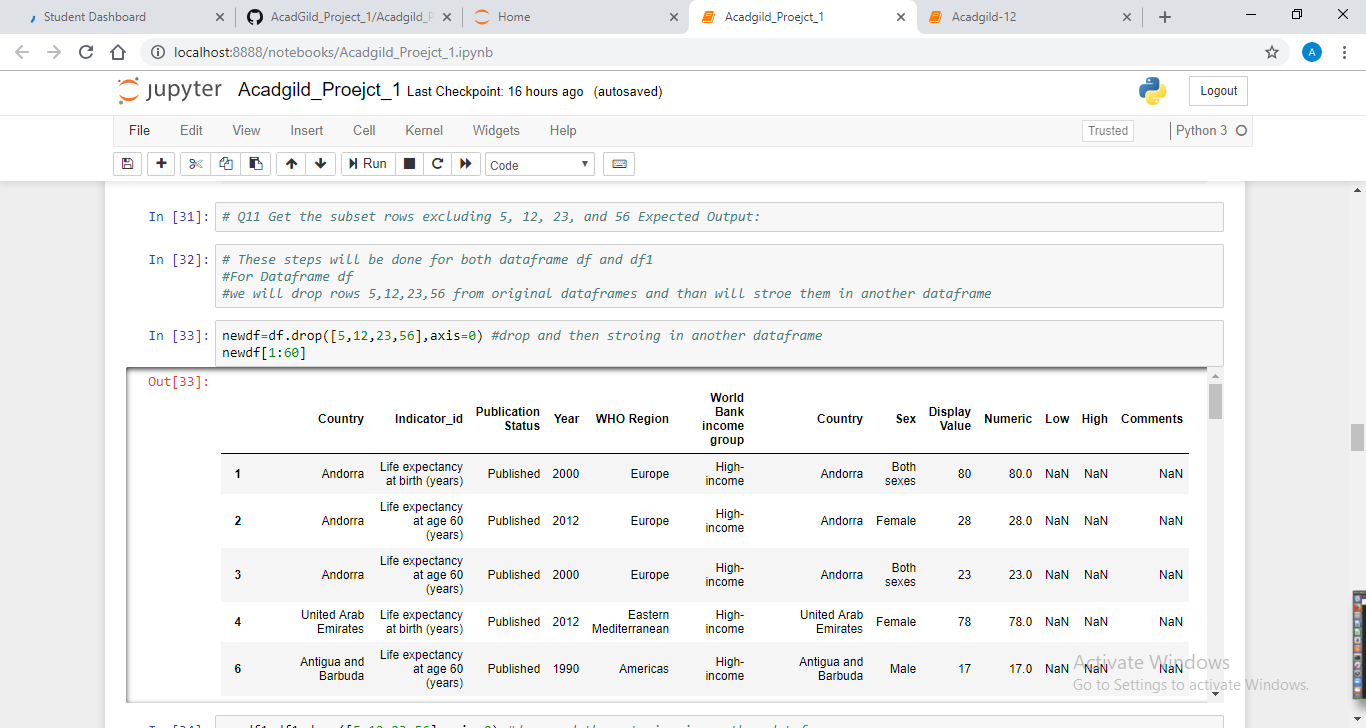 Student Dashboard
AcadGild_Project_1/Acadgild_P
Home
Acadgild_Proejct_1
Acadgild-12
localhost:8888/notebooks/Acadgild_Proejct_1.ipynb
A
jupyter Acadgild_Proejct_1 Last Checkpoint: 16 hours ago (autosaved)
Logout
File Edit View Insert Cell Kernel Widgets Help
Trusted
Python 3
Run
Code
In [31]: # Q11 Get the subset rows excluding 5, 12, 23, and 56 Expected Output:
In [32]: # These steps will be done for both dataframe df and df1
#For Dataframe df
#we will drop rows 5,12,23,56 from original dataframes and than will stroe them in another dataframe
In [33]: newdf=df.drop([5,12,23,56],axis=0) #drop and then stroing in another dataframe
newdf[1:60]
Out[33]:
Country Indicator_id Publication Status Year WHO Region World Bank income group Country Sex Display Value Numeric Low High Comments
1 Andorra Life expectancy at birth (years) Published 2000 Europe High-income Andorra Both sexes 80 80.0 NaN NaN NaN
2 Andorra Life expectancy at age 60 (years) Published 2012 Europe High-income Andorra Female 28 28.0 NaN NaN NaN
3 Andorra Life expectancy at age 60 (years) Published 2000 Europe High-income Andorra Both sexes 23 23.0 NaN NaN NaN
4 United Arab Emirates Life expectancy at birth (years) Published 2012 Eastern Mediterranean High-income United Arab Emirates Female 78 78.0 NaN NaN NaN
6 Antigua and Barbuda Life expectancy at age 60 (years) Published 1990 Americas High-income Antigua and Barbuda Male 17 17.0 NaN NaN NaN
Activate Windows
Go to Settings to activate Windows.